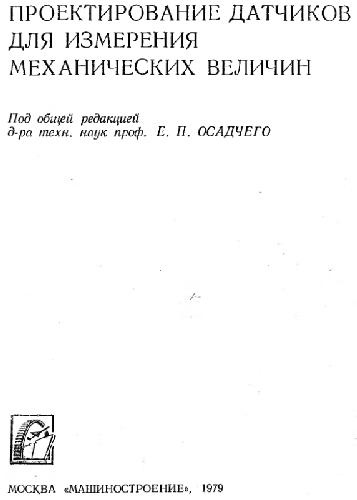 ПРОЕКТИРОВАНИЕ ДАТЧИКОВ
ДЛЯ ИЗМЕРЕНИЯ
МЕХАНИЧЕСКИХ ВЕЛИЧИН
Под общей редакцией
д-ра техн. наук проф. Е. П. ОСАДЧЕГО
МОСКВА «МАШИНОСТРОЕНИЕ», 1979